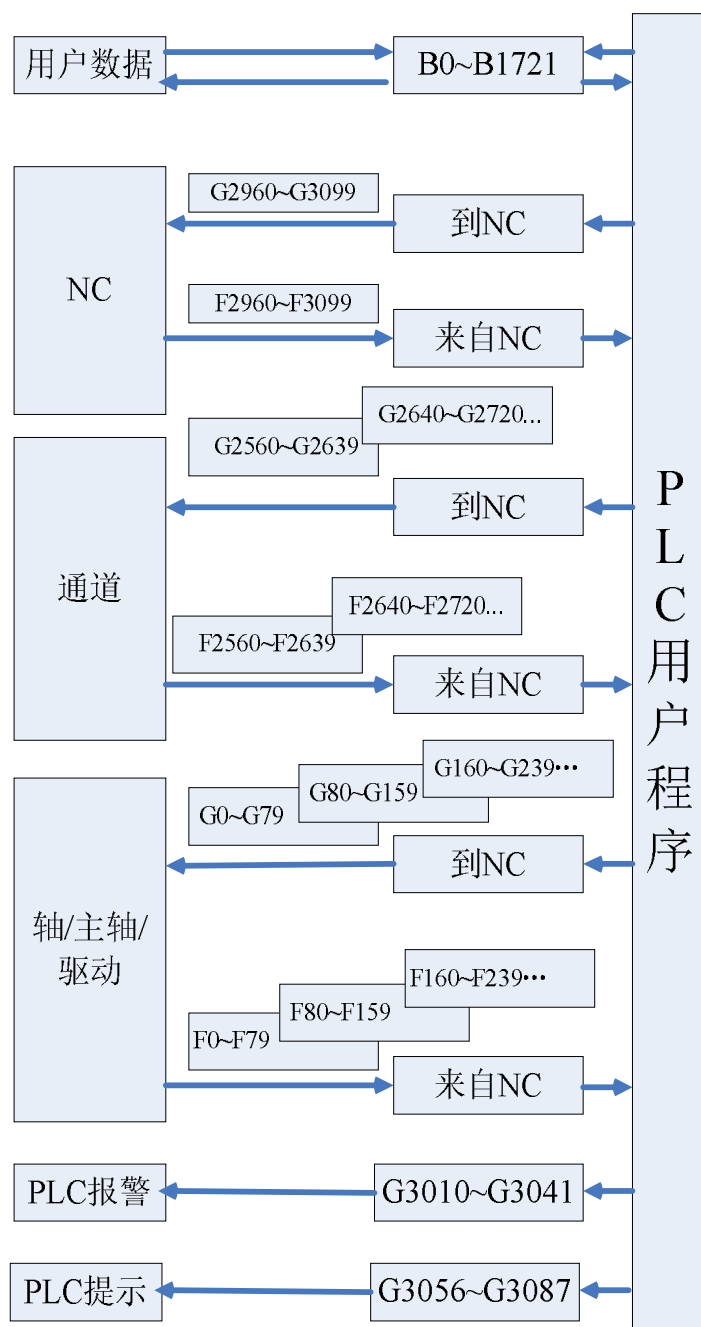 用户数据
B0~B1721
G2960~G3099
到NC
NC
F2960~F3099
来自NC
G2640~G2720...
G2560~G2639
到NC
通道
F2640~F2720...
F2560~F2639
来自NC
G160~G239···
G80~G159
G0~G79
到NC
轴/主轴/
驱动
F160~F239···
F80~F159
F0~F79
来自NC
PLC报警
G3010~G3041
PLC提示
G3056~G3087
PLC用户程序